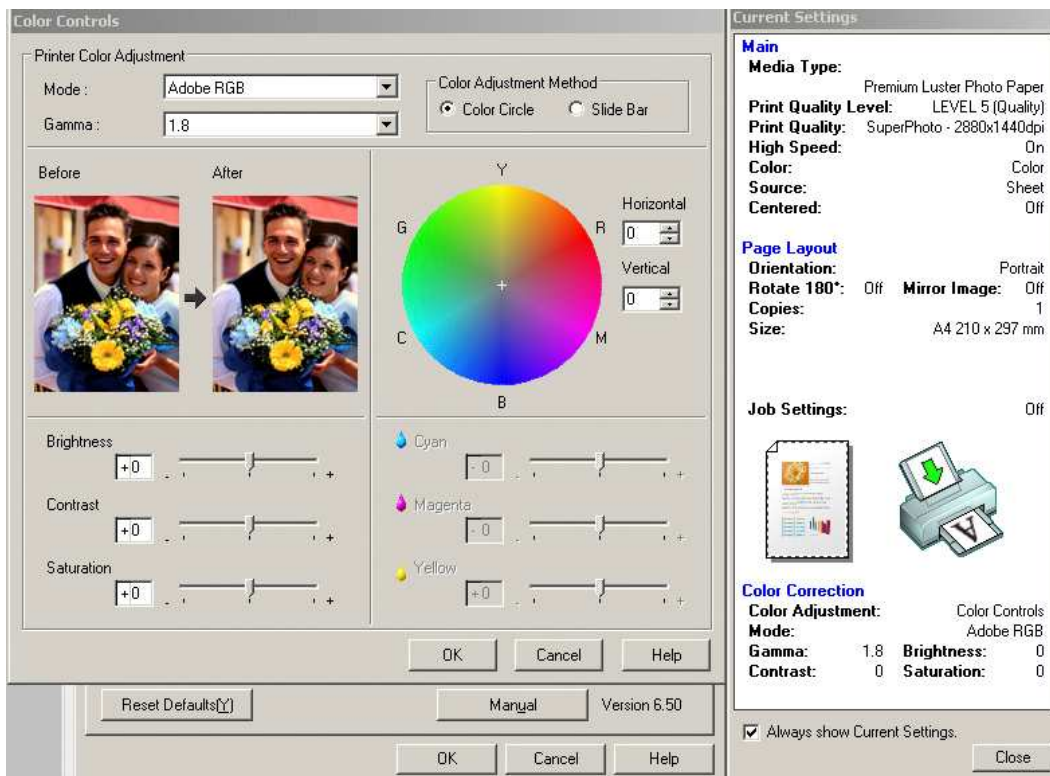 Color Controls
Printer Color Adjustment
Mode :
Adobe RGB
Gamma :
1.8
Color Adjustment Method
Color Circle
Slide Bar
Before
After
Y
G
R
C
M
B
Horizontal
0
Vertical
0
Brightness
+0
- +
Contrast
+0
- +
Saturation
+0
- +
Cyan
- 0
- +
Magenta
- 0
- +
Yellow
+0
- +
OK
Cancel
Help
Reset Defaults(Y)
Manual
Version 6.50
OK
Cancel
Help
Current Settings
Main
Media Type:
Premium Luster Photo Paper
Print Quality Level: LEVEL 5 (Quality)
Print Quality: SuperPhoto - 2880x1440dpi
High Speed: On
Color: Color
Source: Sheet
Centered: Off
Page Layout
Orientation: Portrait
Rotate 180°: Off Mirror Image: Off
Copies: 1
Size: A4 210 x 297 mm
Job Settings: Off
A
Color Correction
Color Adjustment: Color Controls
Mode: Adobe RGB
Gamma: 1.8 Brightness: 0
Contrast: 0 Saturation: 0
Always show Current Settings.
Close